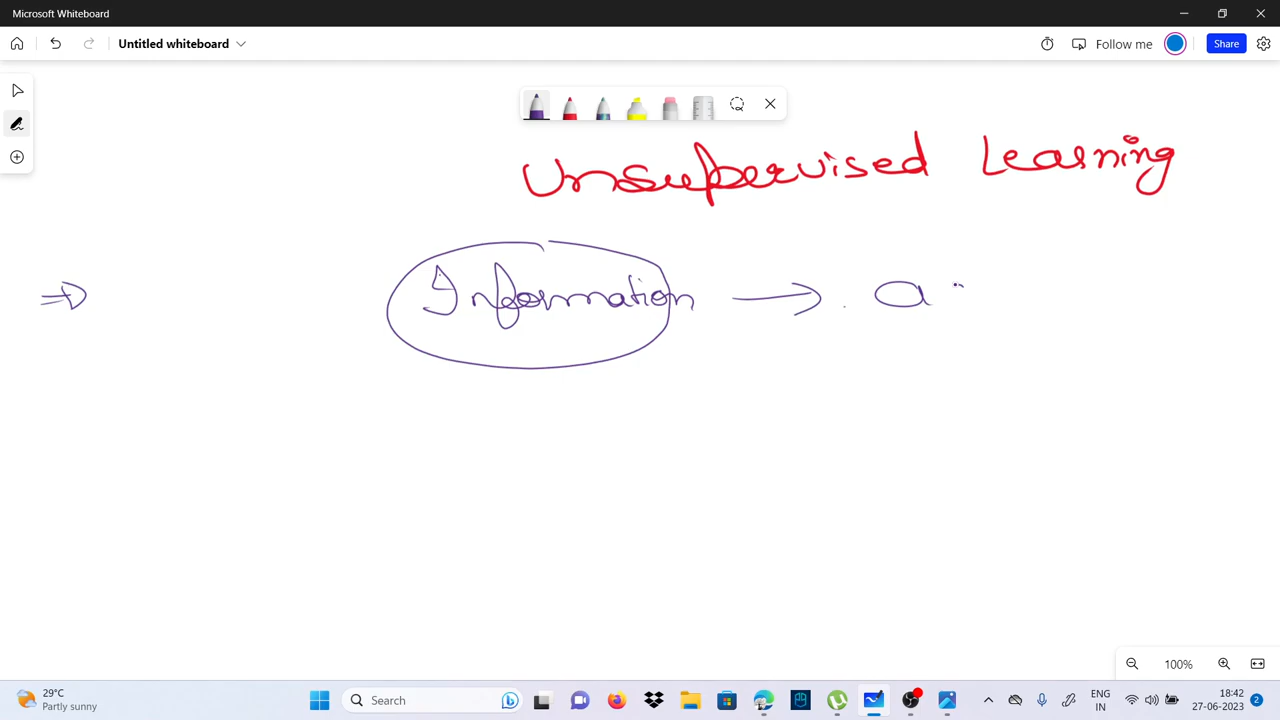 Microsoft Whiteboard
Untitled whiteboard
Follow me
Share
Unsupervised Learning
⇒ Information → a
100%
29°C
Partly sunny
Search
ENG
IN
18:42
27-06-2023
2